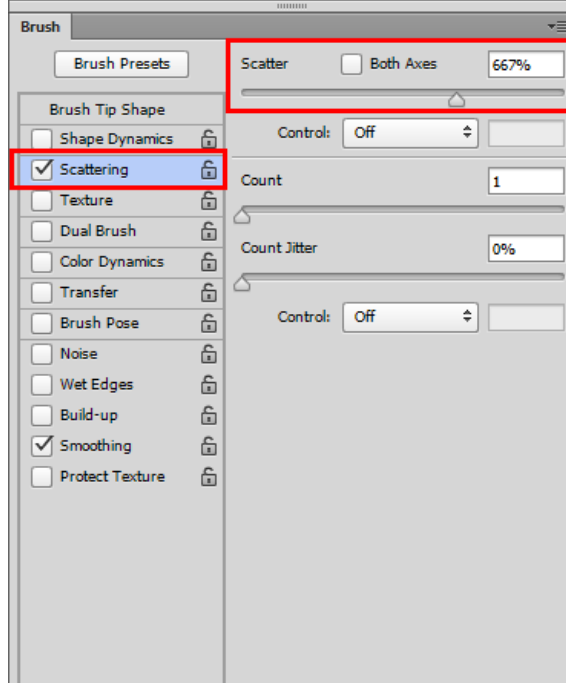 Brush
Brush Presets
Scatter Both Axes 667%
Brush Tip Shape
Shape Dynamics
Control: Off
Scattering
Count 1
Texture
Dual Brush
Count Jitter 0%
Color Dynamics
Transfer
Control: Off
Brush Pose
Noise
Wet Edges
Build-up
Smoothing
Protect Texture